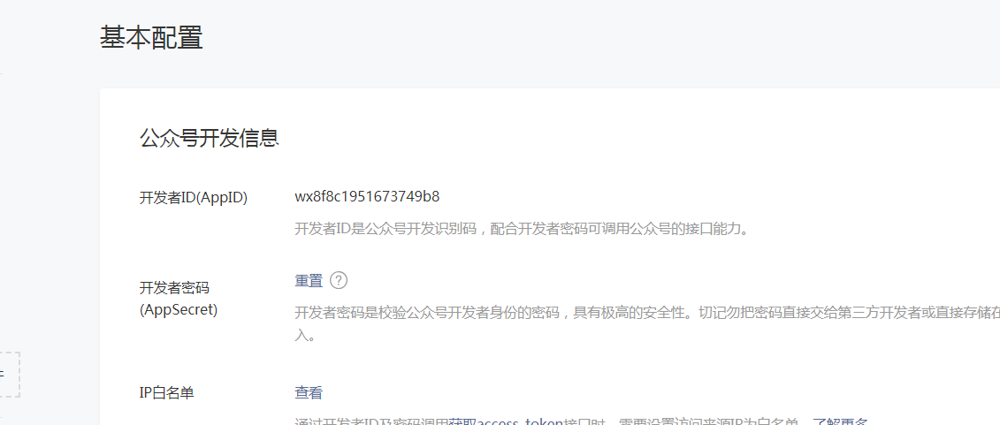 基本配置
公众号开发信息
开发者ID(AppID)
wx8f8c1951673749b8
开发者ID是公众号开发识别码，配合开发者密码可调用公众号的接口能力。
开发者密码
(AppSecret)
重置
开发者密码是校验公众号开发者身份的密码，具有极高的安全性。切记勿把密码直接交给第三方开发者或直接存储在
入。
IP白名单
查看
通过开发者ID及密码调用获取access_token接口时，需要设置访问来源IP为白名单。了解更多